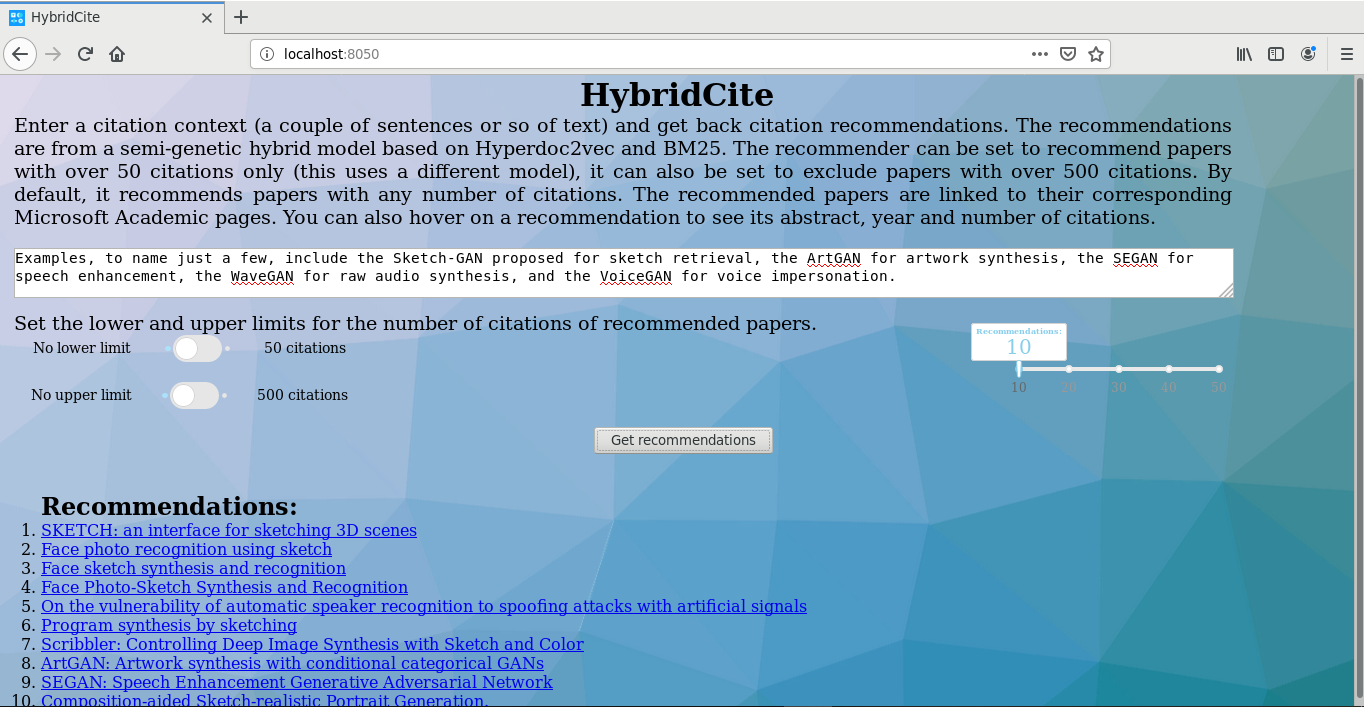 HybridCite
localhost:8050
HybridCite
Enter a citation context (a couple of sentences or so of text) and get back citation recommendations. The recommendations
are from a semi-genetic hybrid model based on Hyperdoc2vec and BM25. The recommender can be set to recommend papers
with over 50 citations only (this uses a different model), it can also be set to exclude papers with over 500 citations. By
default, it recommends papers with any number of citations. The recommended papers are linked to their corresponding
Microsoft Academic pages. You can also hover on a recommendation to see its abstract, year and number of citations.
Examples, to name just a few, include the Sketch-GAN proposed for sketch retrieval, the ArtGAN for artwork synthesis, the SEGAN for
speech enhancement, the WaveGAN for raw audio synthesis, and the VoiceGAN for voice impersonation.
Set the lower and upper limits for the number of citations of recommended papers.
No lower limit 50 citations
Recommendations:
10
10 20 30 40 50
No upper limit 500 citations
Get recommendations
Recommendations:
1. SKETCH: an interface for sketching 3D scenes
2. Face photo recognition using sketch
3. Face sketch synthesis and recognition
4. Face Photo-Sketch Synthesis and Recognition
5. On the vulnerability of automatic speaker recognition to spoofing attacks with artificial signals
6. Program synthesis by sketching
7. Scribbler: Controlling Deep Image Synthesis with Sketch and Color
8. ArtGAN: Artwork synthesis with conditional categorical GANs
9. SEGAN: Speech Enhancement Generative Adversarial Network
10. Composition-aided Sketch-realistic Portrait Generation.